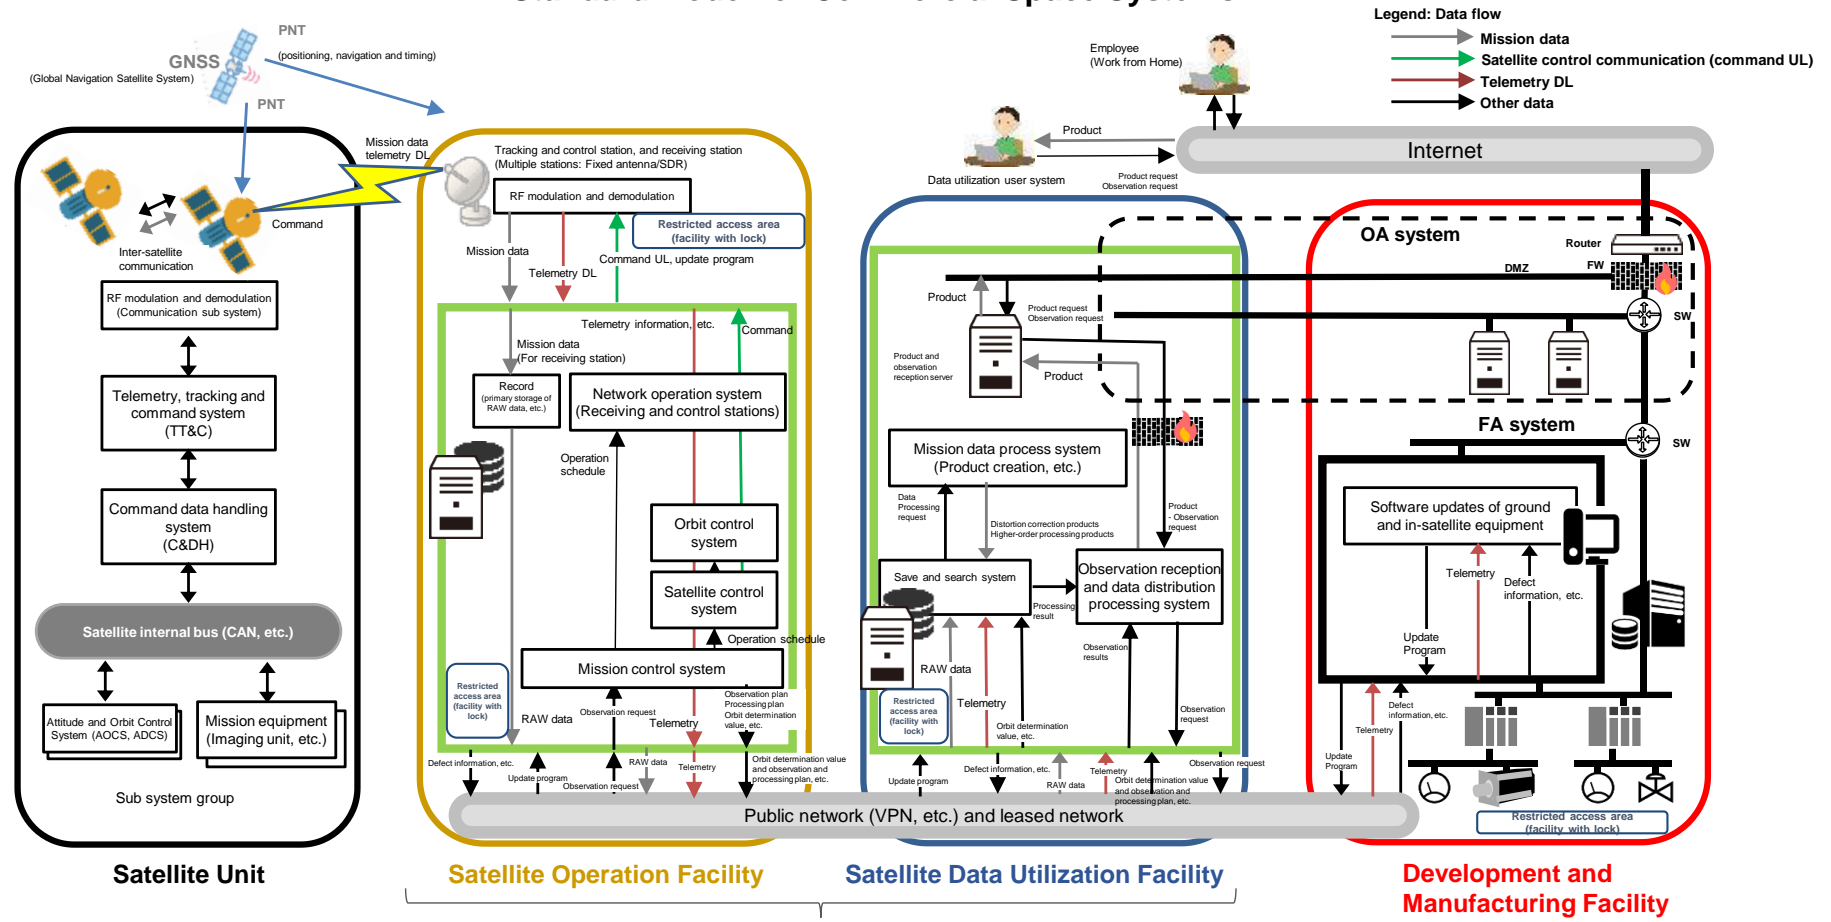 Legend: Data flow
Mission data
Satellite control communication (command UL)
Telemetry DL
Other data
PNT
GNSS
(positioning, navigation and timing)
(Global Navigation Satellite System)
PNT
Employee
(Work from Home)
Product
Internet
Data utilization user system
Product request
Observation request
Mission data
telemetry DL
Command
Inter-satellite
communication
RF modulation and demodulation
(Communication sub system)
Telemetry, tracking and
command system
(TT&C)
Command data handling
system
(C&DH)
Satellite internal bus (CAN, etc.)
Attitude and Orbit Control
System (AOCS, ADCS)
Mission equipment
(Imaging unit, etc.)
Sub system group
Satellite Unit
Tracking and control station, and receiving station
(Multiple stations: Fixed antenna/SDR)
RF modulation and demodulation
Restricted access area
(facility with lock)
Mission data
Telemetry DL
Command UL, update program
Telemetry information, etc.
Command
Mission data
(For receiving station)
Record
(primary storage of
RAW data, etc.)
Network operation system
(Receiving and control stations)
Operation
schedule
Orbit control
system
Satellite control
system
Operation schedule
Mission control system
Restricted
access area
(facility with
lock)
RAW data
Observation request
Telemetry
Observation plan
Processing plan
Orbit determination
value, etc.
Defect information, etc.
Update program
Observation request
RAW data
Telemetry
Orbit determination value
and observation and
processing plan, etc.
Satellite Operation Facility
Product
Product request
Observation request
Product and
observation
reception server
Product
Mission data process system
(Product creation, etc.)
Data
Processing
request
Distortion correction products
Higher-order processing products
Product
- Observation
request
Save and search system
Observation reception
and data distribution
processing system
Processing
result
RAW data
Telemetry
Orbit determination
value, etc.
Observation
results
Observation
request
Restricted
access area
(facility with
lock)
Update program
Defect information, etc.
RAW data
Telemetry
Orbit determination value
and observation and
processing plan, etc.
Observation request
Public network (VPN, etc.) and leased network
Satellite Data Utilization Facility
OA system
Router
DMZ
FW
SW
FA system
SW
Software updates of ground
and in-satellite equipment
Telemetry
Defect
information, etc.
Update
Program
Update
Program
Telemetry
Defect
information, etc.
Restricted access area
(facility with lock)
Development and
Manufacturing Facility